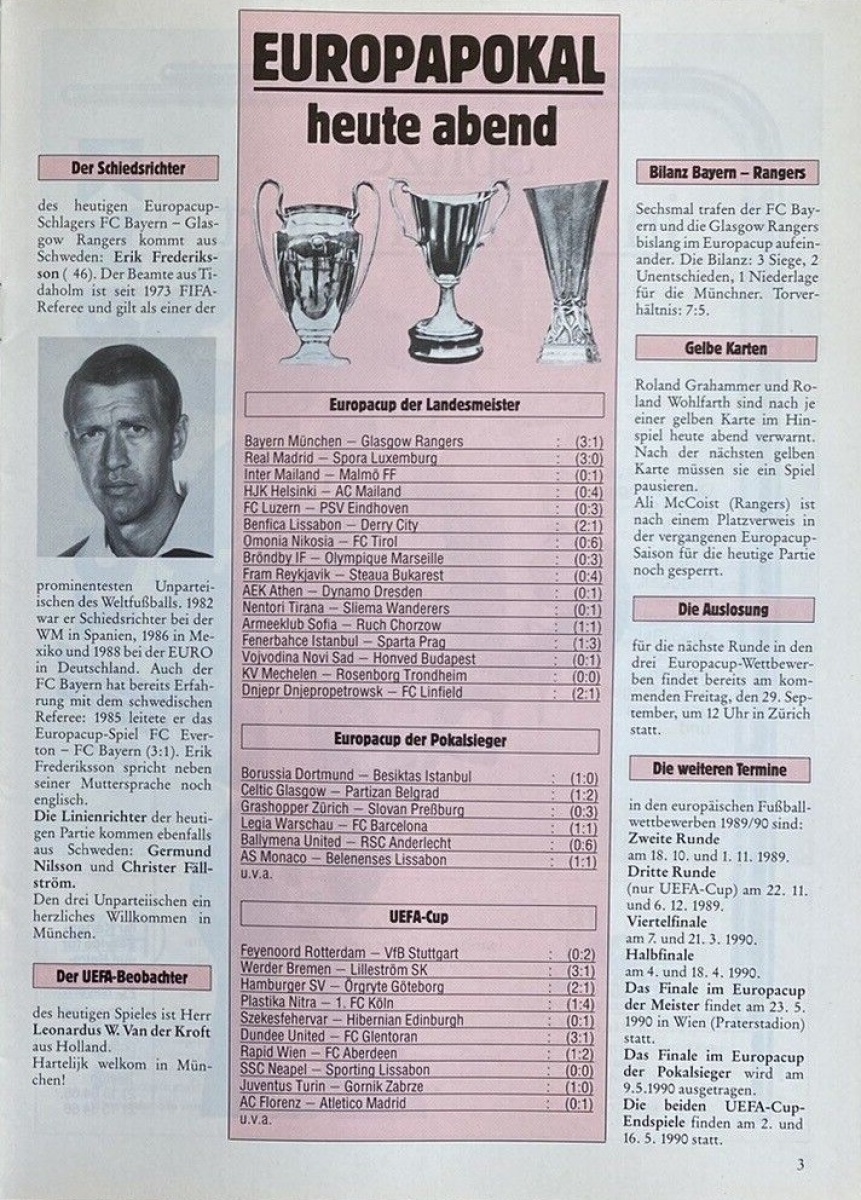 EUROPAPOKAL
heute abend
Der Schiedsrichter
des heutigen Europacup-
Schlagers FC Bayern – Glas-
gow Rangers kommt aus
Schweden: Erik Frederiks-
son ( 46). Der Beamte aus Ti-
daholm ist seit 1973 FIFA-
Referee und gilt als einer der
prominentesten Unpartei-
ischen des Weltfußballs. 1982
war er Schiedsrichter bei der
WM in Spanien, 1986 in Me-
xiko und 1988 bei der EURO
in Deutschland. Auch der
FC Bayern hat bereits Erfah-
rung mit dem schwedischen
Referee: 1985 leitete er das
Europacup-Spiel FC Ever-
ton – FC Bayern (3:1). Erik
Frederiksson spricht neben
seiner Muttersprache noch
englisch.
Die Linienrichter der heuti-
gen Partie kommen ebenfalls
aus Schweden: Germund
Nilsson und Christer Fäll-
ström.
Den drei Unparteiischen ein
herzliches Willkommen in
München.
Der UEFA-Beobachter
des heutigen Spieles ist Herr
Leonardus W. Van der Kroft
aus Holland.
Hartelijk welkom in Mün-
chen!
Europacup der Landesmeister
Bayern München – Glasgow Rangers : (3:1)
Real Madrid – Spora Luxemburg : (3:0)
Inter Mailand – Malmö FF : (0:1)
HJK Helsinki – AC Mailand : (0:4)
FC Luzern – PSV Eindhoven : (0:3)
Benfica Lissabon – Derry City : (2:1)
Omonia Nikosia – FC Tirol : (0:6)
Bröndby IF – Olympique Marseille : (0:3)
Fram Reykjavik – Steaua Bukarest : (0:4)
AEK Athen – Dynamo Dresden : (0:1)
Nentori Tirana – Sliema Wanderers : (0:1)
Armeeklub Sofia – Ruch Chorzow : (1:1)
Fenerbahce Istanbul – Sparta Prag : (1:3)
Vojvodina Novi Sad – Honved Budapest : (0:1)
KV Mechelen – Rosenborg Trondheim : (0:0)
Dnjepr Dnjepropetrowsk – FC Linfield : (2:1)
Europacup der Pokalsieger
Borussia Dortmund – Besiktas Istanbul : (1:0)
Celtic Glasgow – Partizan Belgrad : (1:2)
Grashopper Zürich – Slovan Preßburg : (0:3)
Legia Warschau – FC Barcelona : (1:1)
Ballymena United – RSC Anderlecht : (0:6)
AS Monaco – Belenenses Lissabon : (1:1)
u.v.a.
UEFA-Cup
Feyenoord Rotterdam – VfB Stuttgart : (0:2)
Werder Bremen – Lilleström SK : (3:1)
Hamburger SV – Örgryte Göteborg : (2:1)
Plastika Nitra – 1. FC Köln : (1:4)
Szekesfehervar – Hibernian Edinburgh : (0:1)
Dundee United – FC Glentoran : (3:1)
Rapid Wien – FC Aberdeen : (1:2)
SSC Neapel – Sporting Lissabon : (0:0)
Juventus Turin – Gornik Zabrze : (1:0)
AC Florenz – Atletico Madrid : (0:1)
u.v.a.
Bilanz Bayern – Rangers
Sechsmal trafen der FC Bay-
ern und die Glasgow Rangers
bislang im Europacup aufein-
ander. Die Bilanz: 3 Siege, 2
Unentschieden, 1 Niederlage
für die Münchner. Torver-
hältnis: 7:5.
Gelbe Karten
Roland Grahammer und Ro-
land Wohlfarth sind nach je
einer gelben Karte im Hin-
spiel heute abend verwarnt.
Nach der nächsten gelben
Karte müssen sie ein Spiel
pausieren.
Ali McCoist (Rangers) ist
nach einem Platzverweis in
der vergangenen Europacup-
Saison für die heutige Partie
noch gesperrt.
Die Auslosung
für die nächste Runde in den
drei Europacup-Wettbewer-
ben findet bereits am kom-
menden Freitag, den 29. Sep-
tember, um 12 Uhr in Zürich
statt.
Die weiteren Termine
in den europäischen Fußball-
wettbewerben 1989/90 sind:
Zweite Runde
am 18. 10. und 1. 11. 1989.
Dritte Runde
(nur UEFA-Cup) am 22. 11.
und 6. 12. 1989.
Viertelfinale
am 7. und 21. 3. 1990.
Halbfinale
am 4. und 18. 4. 1990.
Das Finale im Europacup
der Meister findet am 23. 5.
1990 in Wien (Praterstadion)
statt.
Das Finale im Europacup
der Pokalsieger wird am
9.5.1990 ausgetragen.
Die beiden UEFA-Cup-
Endspiele finden am 2. und
16. 5. 1990 statt.
3